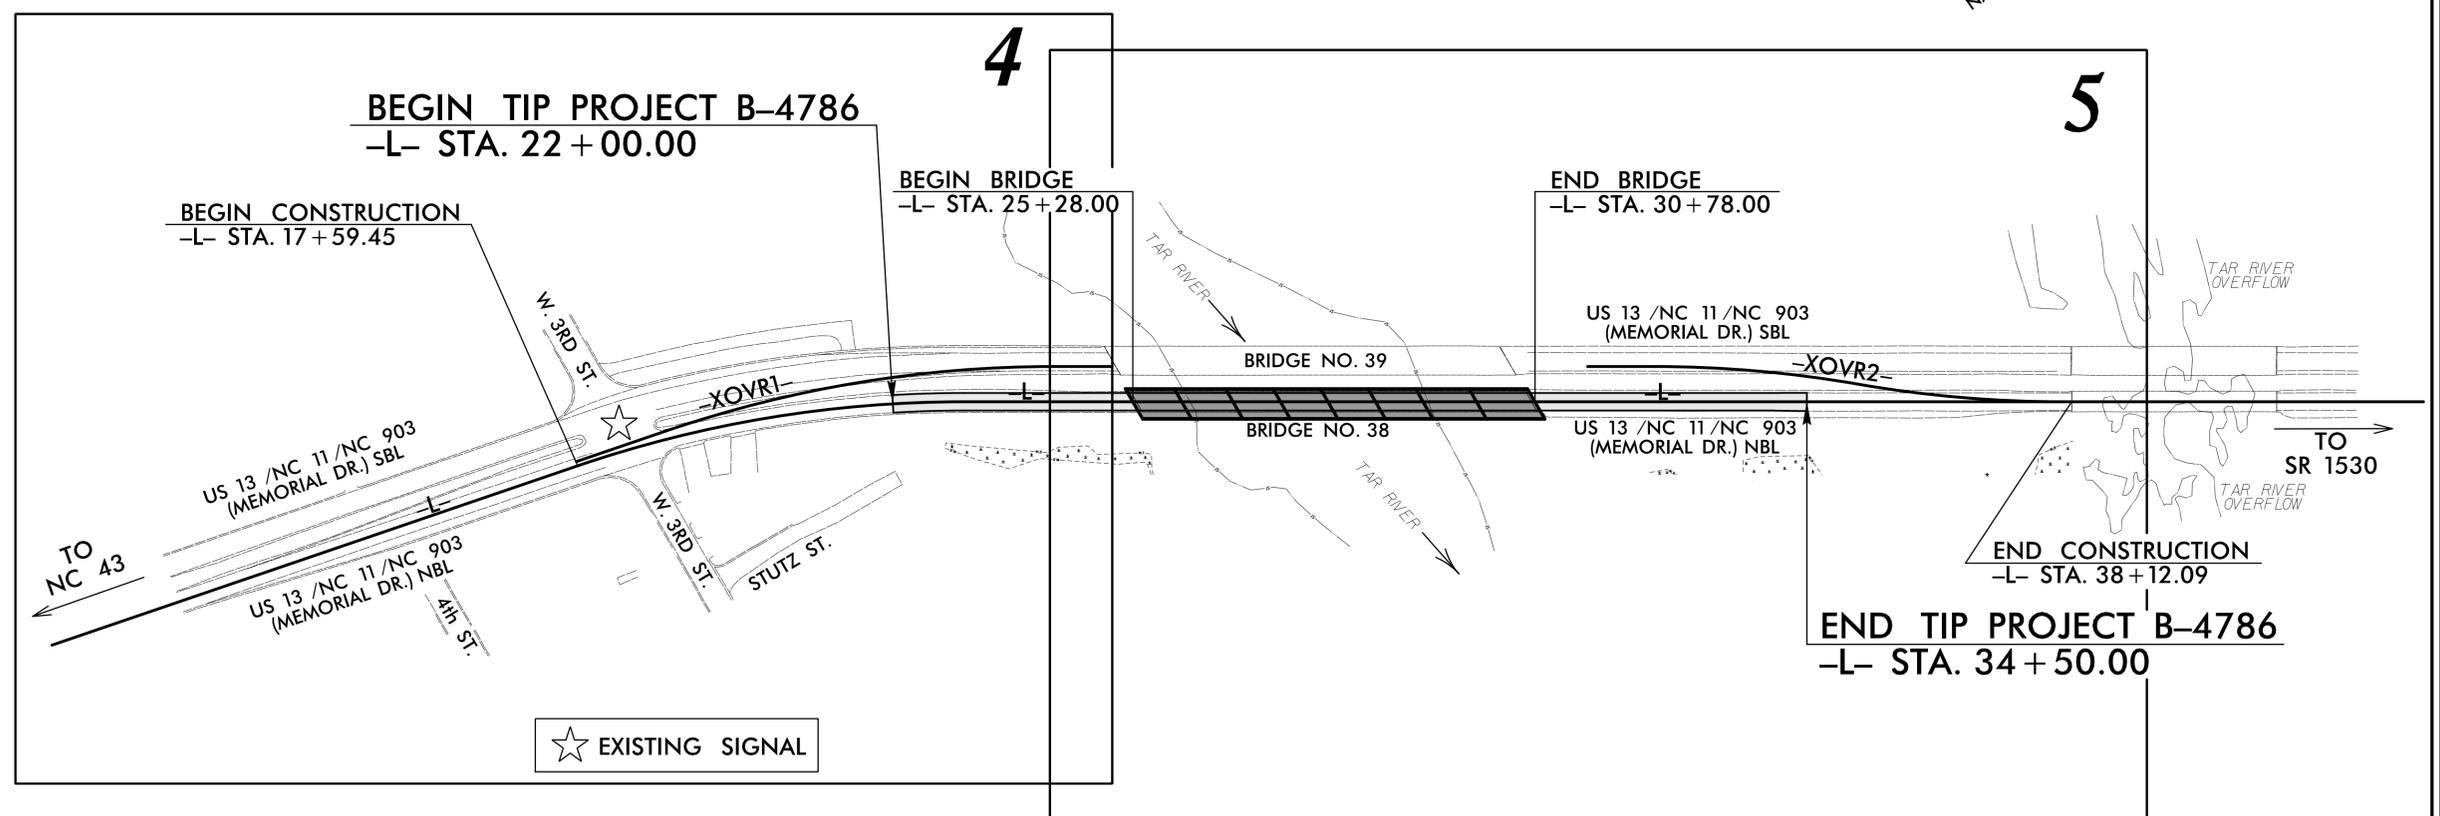 4
5
BEGIN TIP PROJECT B–4786
–L– STA. 22+00.00
BEGIN BRIDGE
–L– STA. 25+28.00
END BRIDGE
–L– STA. 30+78.00
BEGIN CONSTRUCTION
–L– STA. 17+59.45
TAR RIVER
TAR RIVER
OVERFLOW
W. 3RD ST.
US 13 /NC 11 /NC 903
(MEMORIAL DR.) SBL
BRIDGE NO. 39
–XOVR1–
–XOVR2–
–L–
–L–
BRIDGE NO. 38
US 13 /NC 11 /NC 903
(MEMORIAL DR.) NBL
US 13 /NC 11 /NC 903
(MEMORIAL DR.) SBL
–L–
TO
SR 1530
TAR RIVER
TAR RIVER
OVERFLOW
W. 3RD ST.
STUTZ ST.
TO
NC 43
US 13 /NC 11 /NC 903
(MEMORIAL DR.) NBL
4th ST.
END CONSTRUCTION
–L– STA. 38+12.09
END TIP PROJECT B–4786
–L– STA. 34+50.00
EXISTING SIGNAL